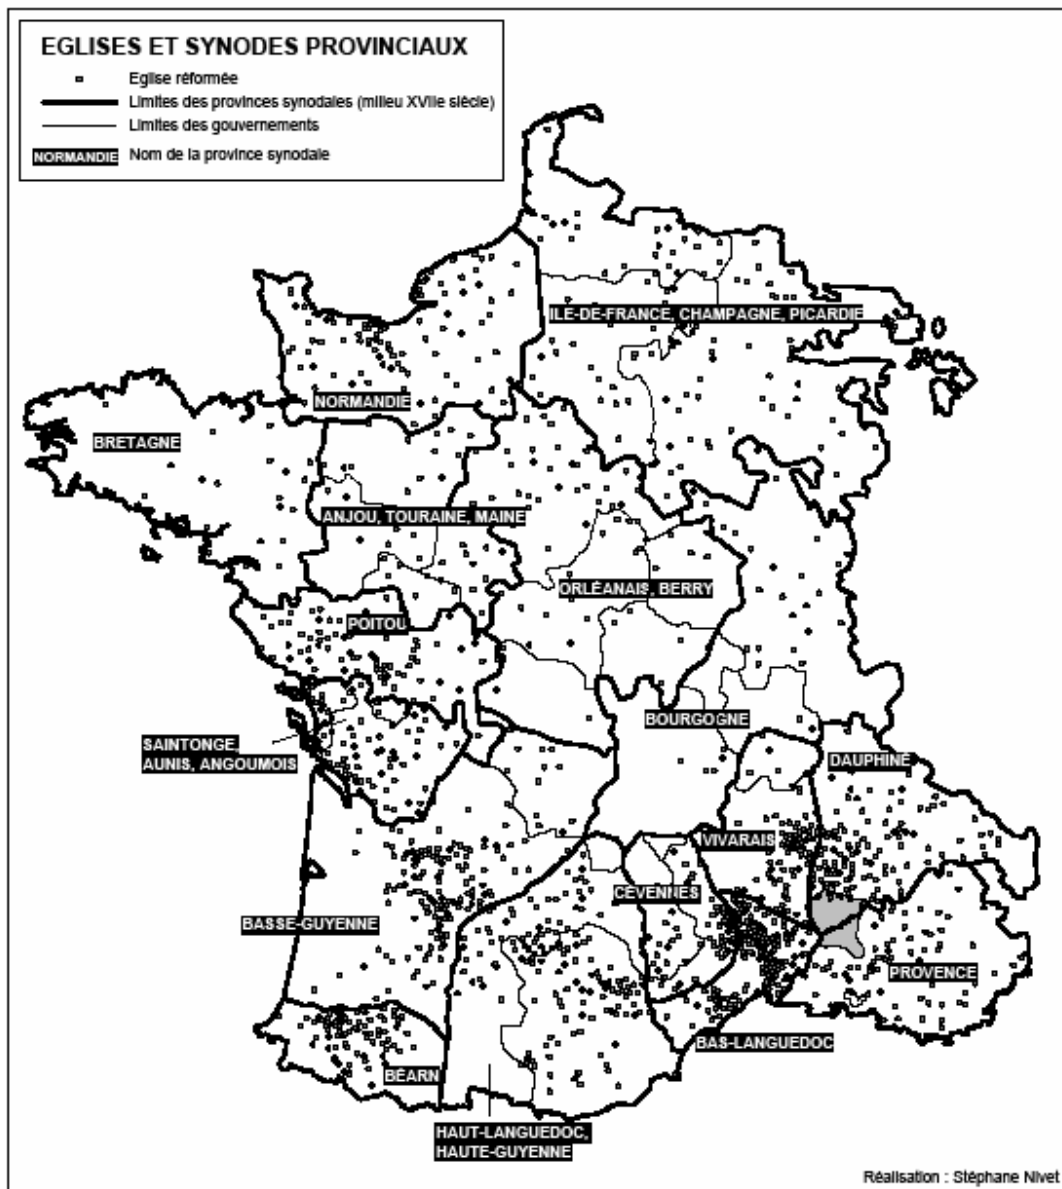 EGLISES ET SYNODES PROVINCIAUX
Eglise réformée
Limites des provinces synodales (milieu XVIIe siècle)
Limites des gouvernements
NORMANDIE Nom de la province synodale
ILE-DE-FRANCE, CHAMPAGNE, PICARDIE
NORMANDIE
BRETAGNE
ANJOU, TOURAINE, MAINE
ORLÉANAIS, BERRY
POITOU
BOURGOGNE
SAINTONGE,
AUNIS, ANGOUMOIS
DAUPHINÉ
VIVARAIS
CÉVENNES
BASSE-GUYENNE
PROVENCE
BAS-LANGUEDOC
BÉARN
HAUT-LANGUEDOC,
HAUTE-GUYENNE
Réalisation : Stéphane Nivet